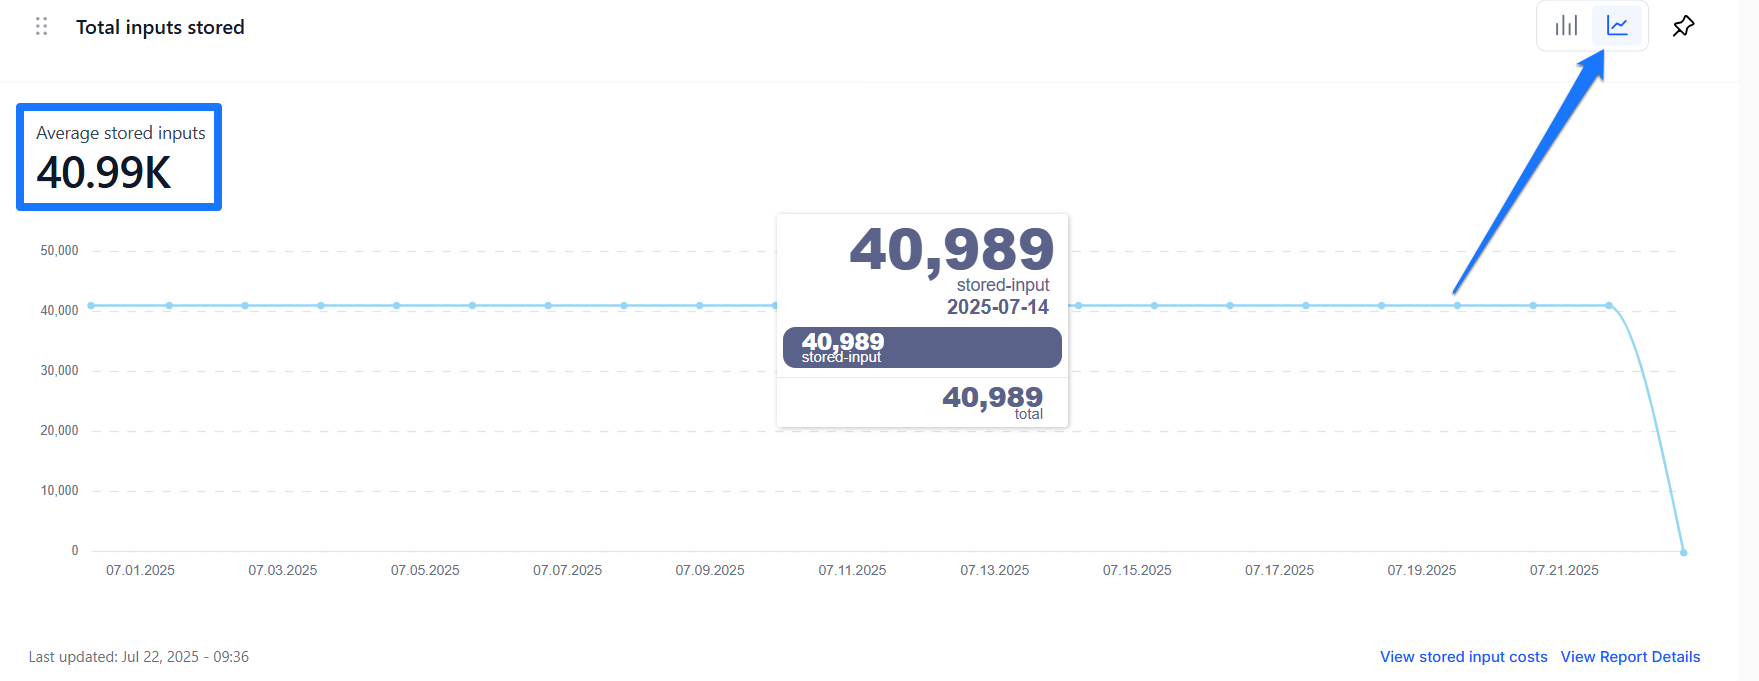 Total inputs stored
Average stored inputs
40.99K
40,989
stored-input
2025-07-14
40,989
stored-input
40,989
total
50,000
40,000
30,000
20,000
10,000
0
07.01.2025 07.03.2025 07.05.2025 07.07.2025 07.09.2025 07.11.2025 07.13.2025 07.15.2025 07.17.2025 07.19.2025 07.21.2025
Last updated: Jul 22, 2025 - 09:36
View stored input costs View Report Details